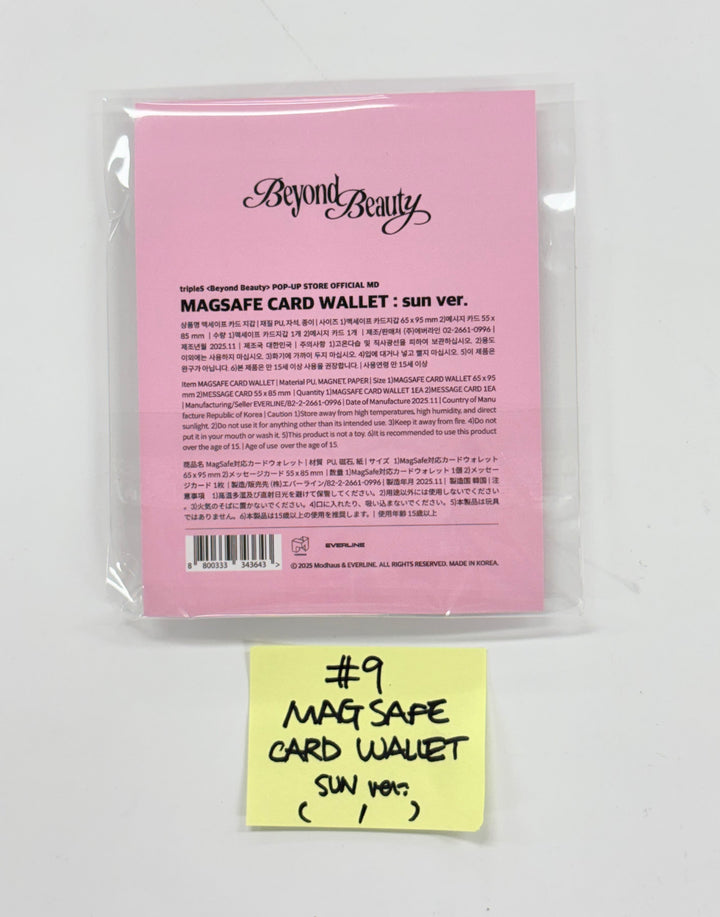 Beyond Beauty
tripleS <Beyond Beauty> POP-UP STORE OFFICIAL MD
MAGSAFE CARD WALLET : sun ver.
상품명 맥세이프 카드 지갑 | 재질 PU, 자석, 종이 | 사이즈 1)맥세이프 카드지갑 65 x 95 mm 2)메시지 카드 55 x
85 mm | 수량 1)맥세이프 카드지갑 1개 2)메시지 카드 1개 | 제조/판매처 (주)에버라인 02-2661-0996 |
제조년월 2025.11 | 제조국 대한민국 | 주의사항 1)고온다습 및 직사광선을 피하여 보관하십시오. 2)용도
이외에는 사용하지 마십시오. 3)화기에 가까이 두지 마십시오. 4)입에 대거나 넣고 빨지 마십시오. 5)이 제품은
완구가 아닙니다. 6)본 제품은 만 15세 이상 사용을 권장합니다. | 사용연령 만 15세 이상
Item MAGSAFE CARD WALLET | Material PU, MAGNET, PAPER | Size 1)MAGSAFE CARD WALLET 65 x 95
mm 2)MESSAGE CARD 55 x 85 mm | Quantity 1)MAGSAFE CARD WALLET 1EA 2)MESSAGE CARD 1EA
| Manufacturing/Seller EVERLINE/82-2-2661-0996 | Date of Manufacture 2025.11 | Country of Manu
facture Republic of Korea | Caution 1)Store away from high temperatures, high humidity, and direct
sunlight. 2)Do not use it for anything other than its intended use. 3)Keep it away from fire. 4)Do not
put it in your mouth or wash it. 5)This product is not a toy. 6)It is recommended to use this product
over the age of 15. | Age of use over the age of 15.
商品名 MagSafe対応カードウォレット | 材質 PU, 磁石, 紙 | サイズ 1)MagSafe対応カードウォレット
65 x 95 mm 2)メッセージカード 55 x 85 mm | 数量 1)MagSafe対応カードウォレット 1個 2)メッセ
ージカード 1枚 | 製造/販売先 (株)エバーライン/82-2-2661-0996 | 製造年月 2025.11 | 製造国 韓国 | 注
意事項 1)高温多湿及び直射日光を避けて保管してください。2)用途以外には使用しないでください
。3)火気のそばに置かないでください。4)口に入れたり、吸い込まないでください。5)本製品は玩具
ではありません。6)本製品は15歳以上の使用を推奨します。| 使用年齢 15歳以上
8 800333 343643 >
EVERLINE
© 2025 Modhaus & EVERLINE. ALL RIGHTS RESERVED. MADE IN KOREA.
#9
MAGSAFE
CARD WALLET
SUN ver.
( 1 )